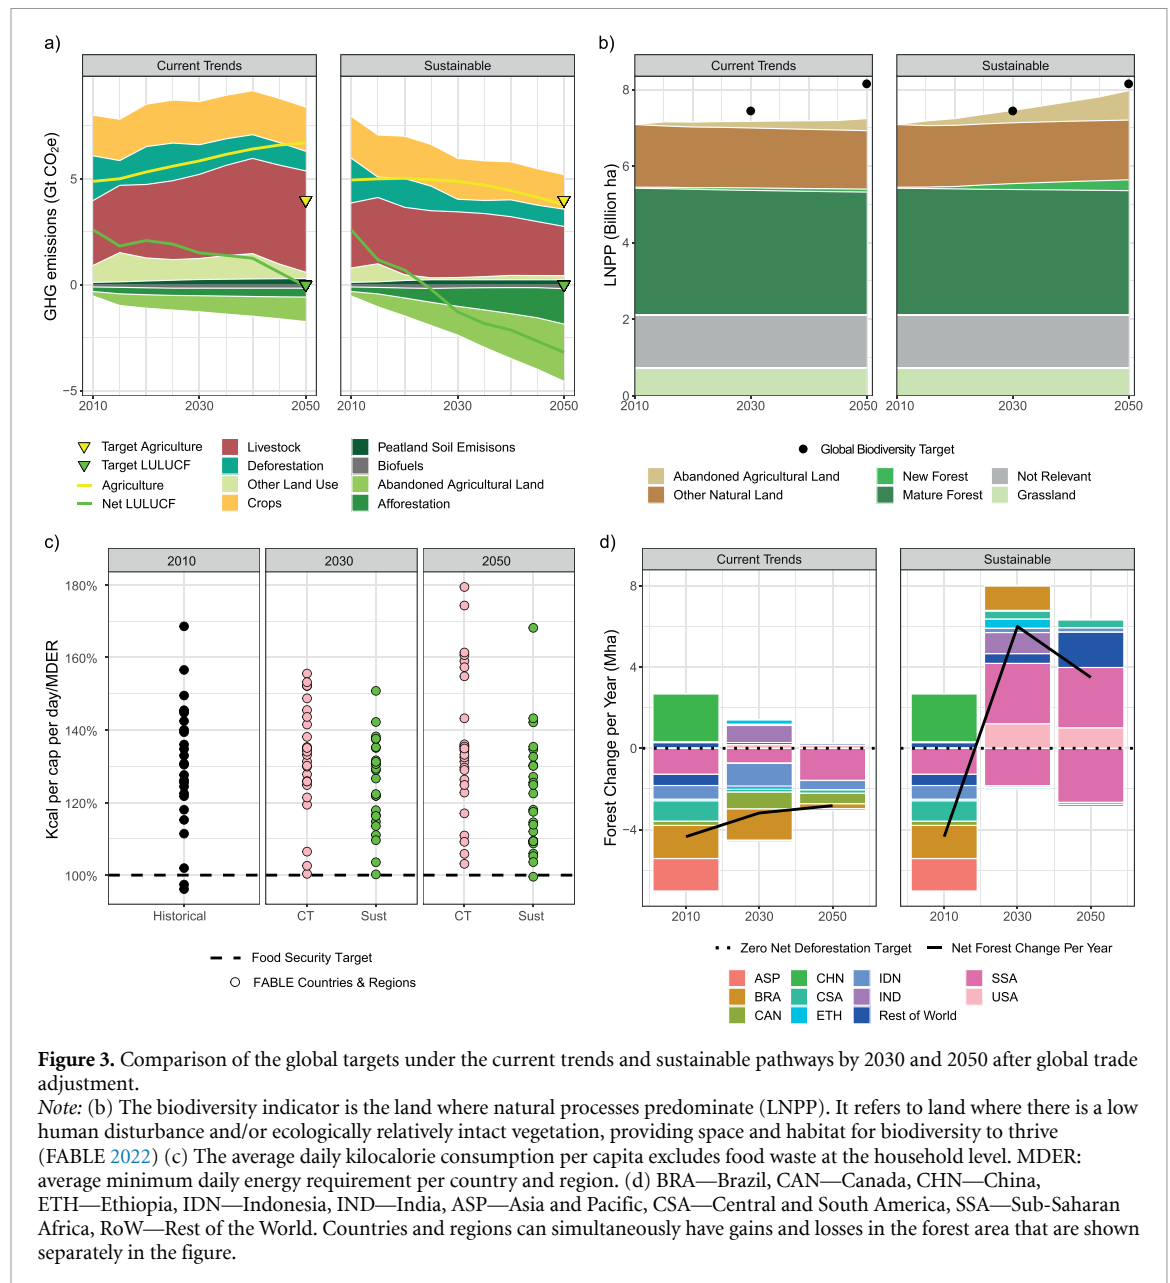 a)
Current Trends
Sustainable
GHG emissions (Gt CO2e)
5
0
−5
2010
2030
2050
2010
2030
2050
Target Agriculture
Target LULUCF
Agriculture
Net LULUCF
Livestock
Deforestation
Other Land Use
Crops
Peatland Soil Emisisons
Biofuels
Abandoned Agricultural Land
Afforestation
b)
Current Trends
Sustainable
LNPP (Billion ha)
8
6
4
2
0
2010
2030
2050
2010
2030
2050
Global Biodiversity Target
Abandoned Agricultural Land
Other Natural Land
New Forest
Mature Forest
Not Relevant
Grassland
c)
2010
2030
2050
Kcal per cap per day/MDER
180%
160%
140%
120%
100%
Historical
CT
Sust
CT
Sust
Food Security Target
FABLE Countries & Regions
d)
Current Trends
Sustainable
Forest Change per Year (Mha)
8
4
0
−4
2010
2030
2050
2010
2030
2050
Zero Net Deforestation Target
Net Forest Change Per Year
ASP
BRA
CAN
CHN
CSA
ETH
IDN
IND
Rest of World
SSA
USA
Figure 3. Comparison of the global targets under the current trends and sustainable pathways by 2030 and 2050 after global trade
adjustment.
Note: (b) The biodiversity indicator is the land where natural processes predominate (LNPP). It refers to land where there is a low
human disturbance and/or ecologically relatively intact vegetation, providing space and habitat for biodiversity to thrive
(FABLE 2022) (c) The average daily kilocalorie consumption per capita excludes food waste at the household level. MDER:
average minimum daily energy requirement per country and region. (d) BRA—Brazil, CAN—Canada, CHN—China,
ETH—Ethiopia, IDN—Indonesia, IND—India, ASP—Asia and Pacific, CSA—Central and South America, SSA—Sub-Saharan
Africa, RoW—Rest of the World. Countries and regions can simultaneously have gains and losses in the forest area that are shown
separately in the figure.